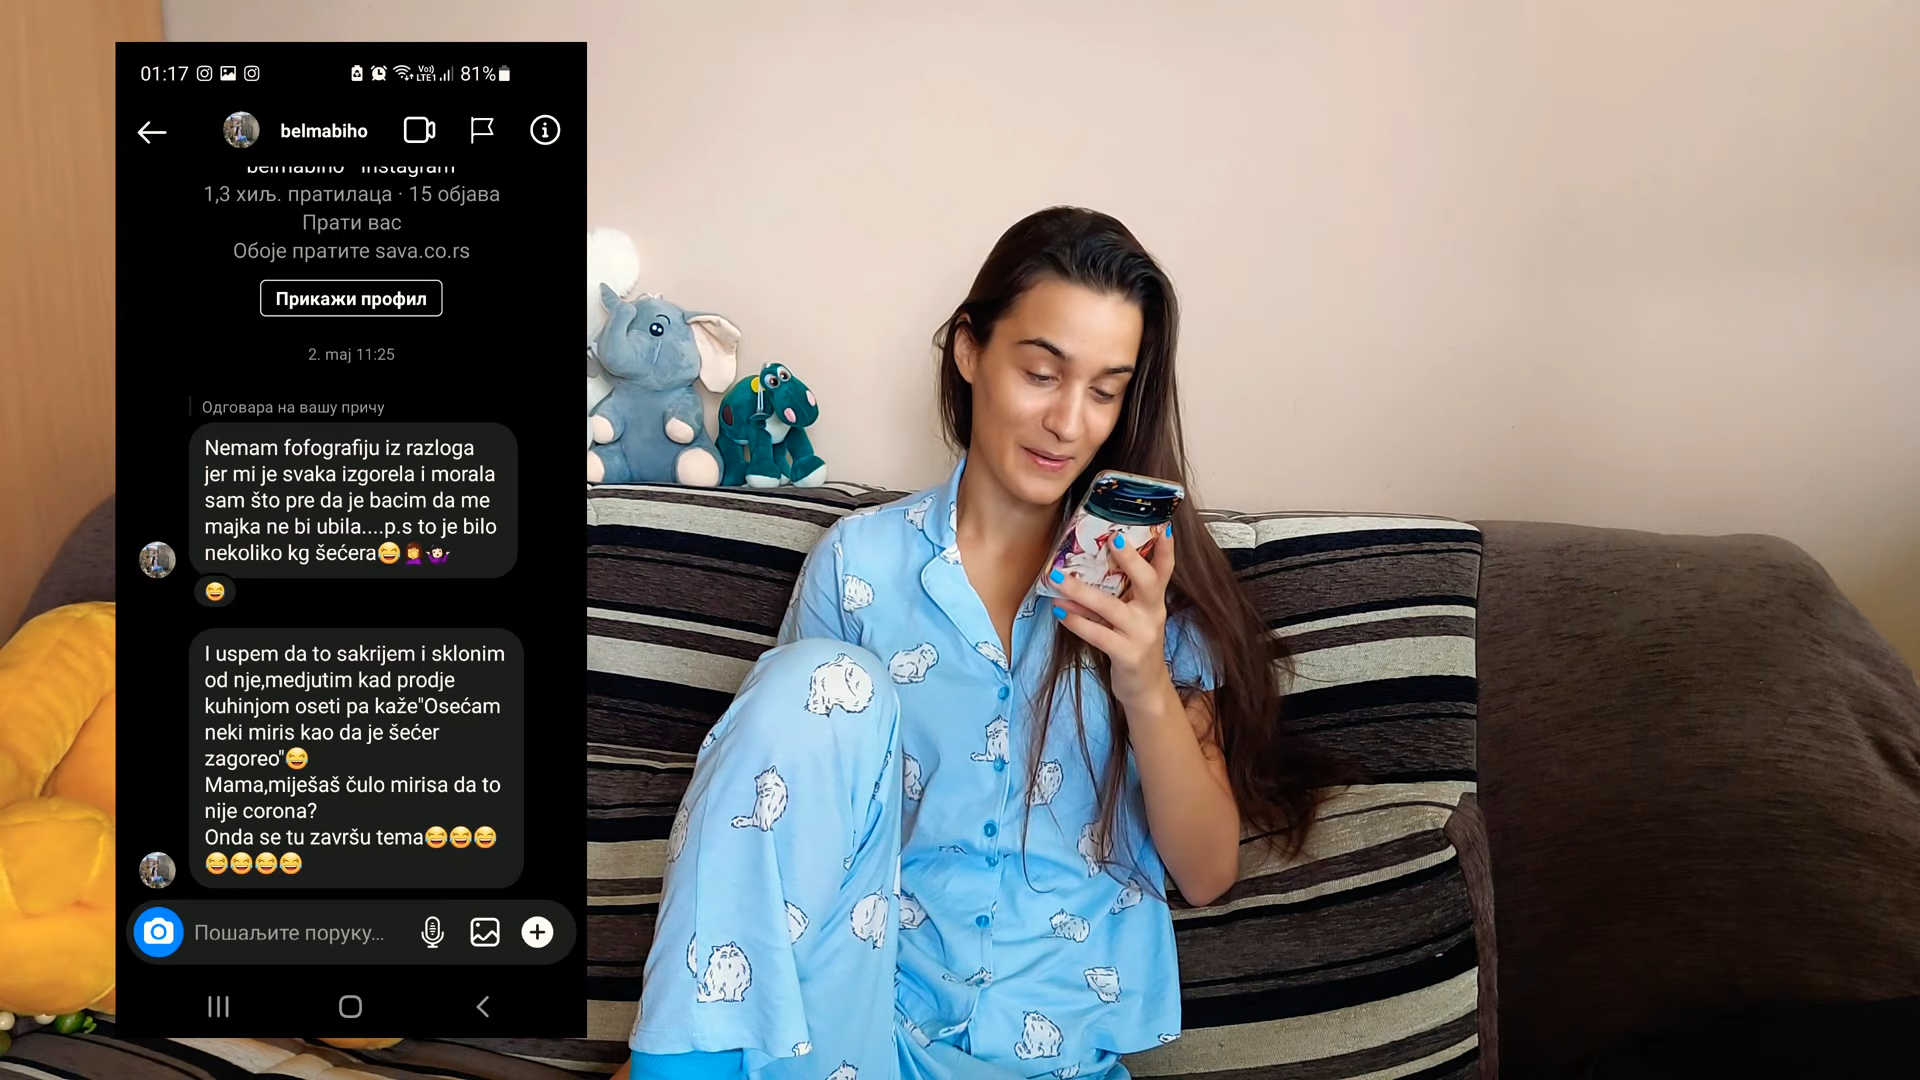 01:17 81%
belmabiho
belmabiho · Instagram
1,3 хиљ. пратилаца · 15 објава
Прати вас
Обоје пратите sava.co.rs
Прикажи профил
2. maj 11:25
Одговара на вашу причу
Nemam fofografiju iz razloga
jer mi je svaka izgorela i morala
sam što pre da je bacim da me
majka ne bi ubila....p.s to je bilo
nekoliko kg šećera😂🤦‍♀️🤷🏻‍♀️
😂
I uspem da to sakrijem i sklonim
od nje,medjutim kad prodje
kuhinjom oseti pa kaže"Osećam
neki miris kao da je šećer
zagoreo"😂
Mama,miješaš čulo mirisa da to
nije corona?
Onda se tu završu tema😂😂😂
😂😂😂😂
Пошаљите поруку...